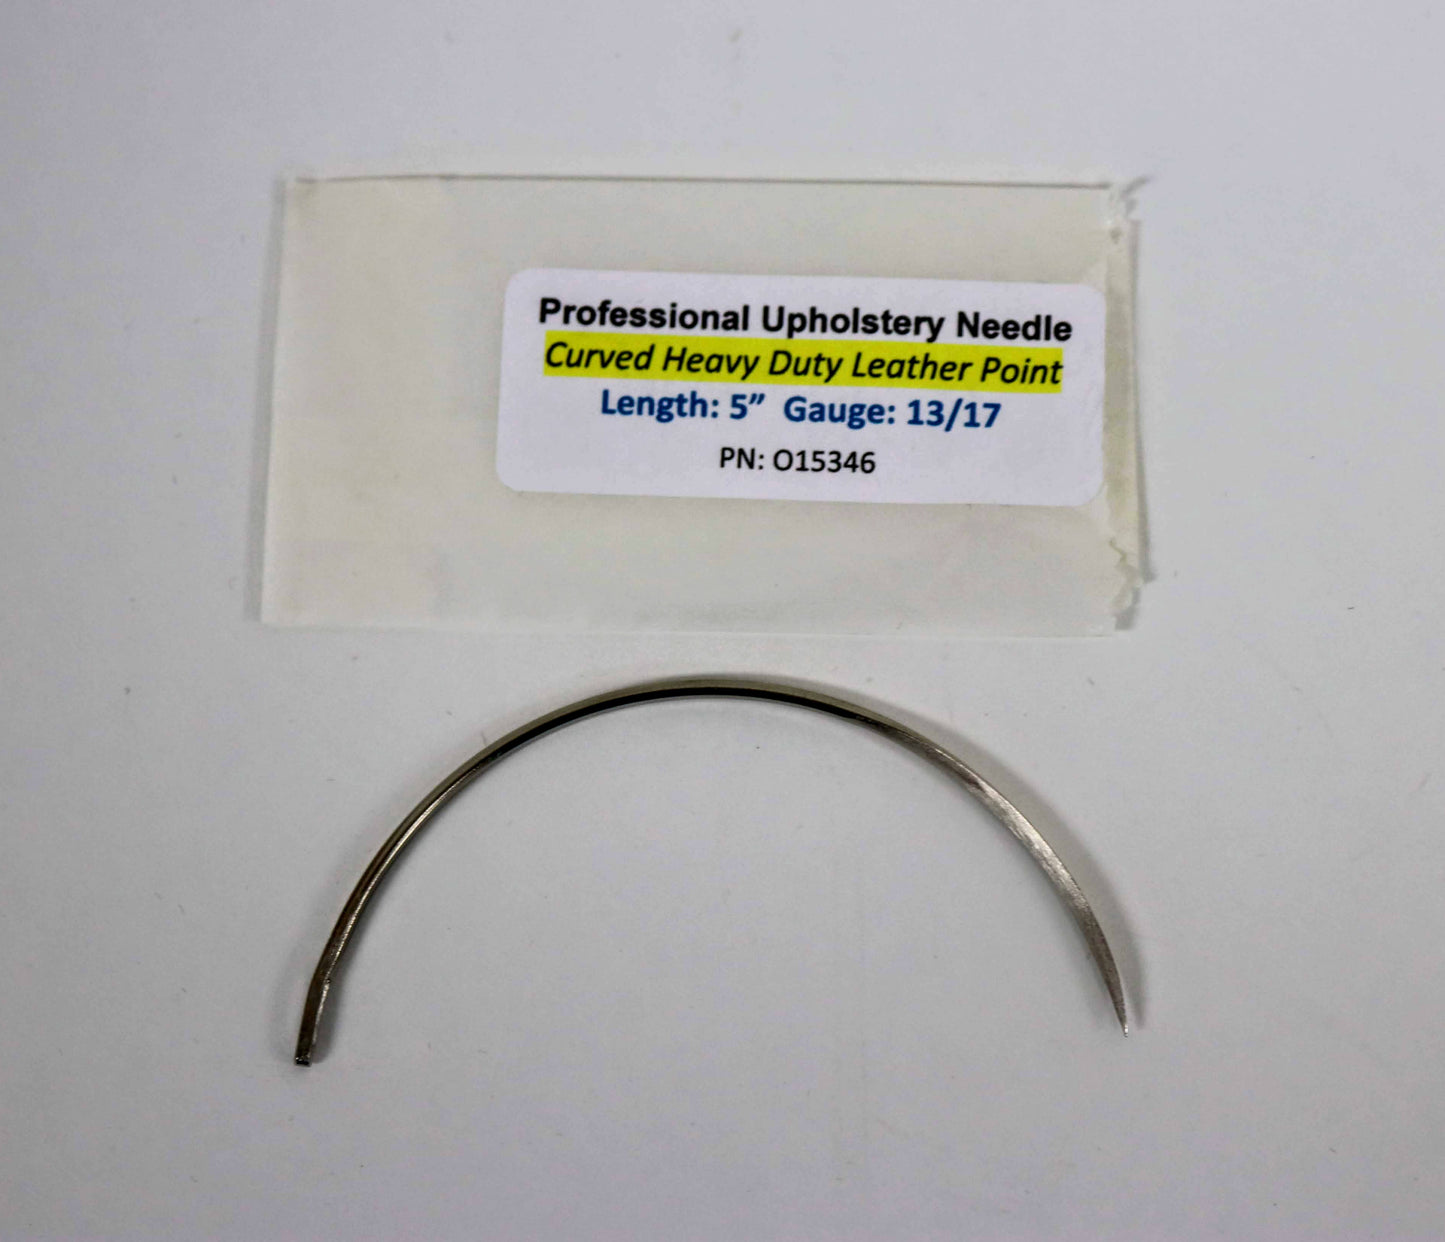 Professional Upholstery Needle
Curved Heavy Duty Leather Point
Length: 5” Gauge: 13/17
PN: O15346